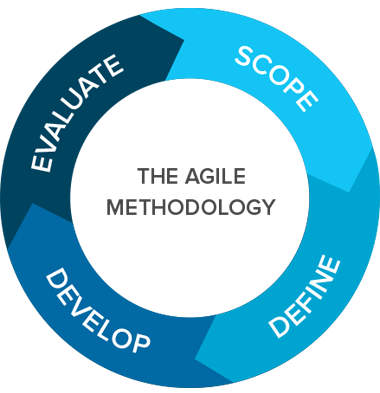 THE AGILE
METHODOLOGY
SCOPE
DEFINE
DEVELOP
EVALUATE